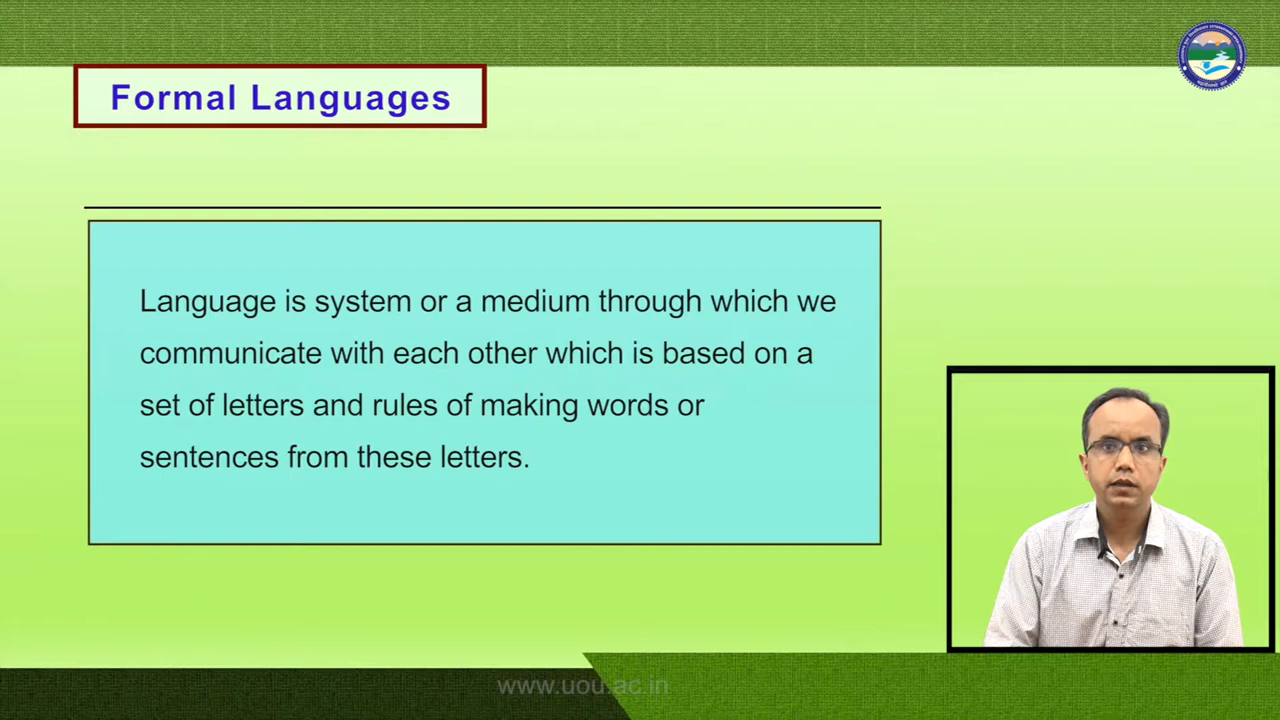 Formal Languages
Language is system or a medium through which we
communicate with each other which is based on a
set of letters and rules of making words or
sentences from these letters.
www.uou.ac.in